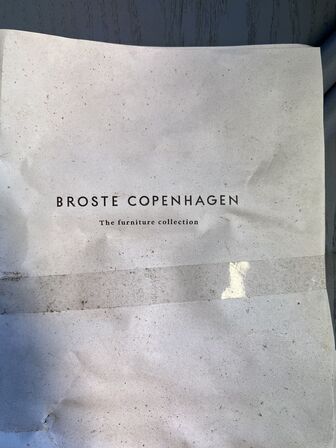 BROSTE COPENHAGEN
The furniture collection